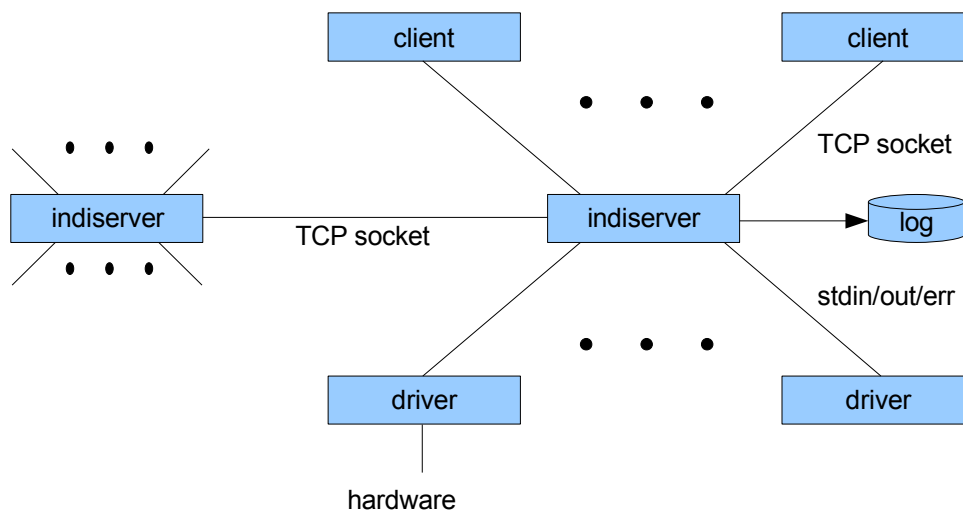 client
client
TCP socket
indiserver
indiserver
log
TCP socket
stdin/out/err
driver
driver
hardware